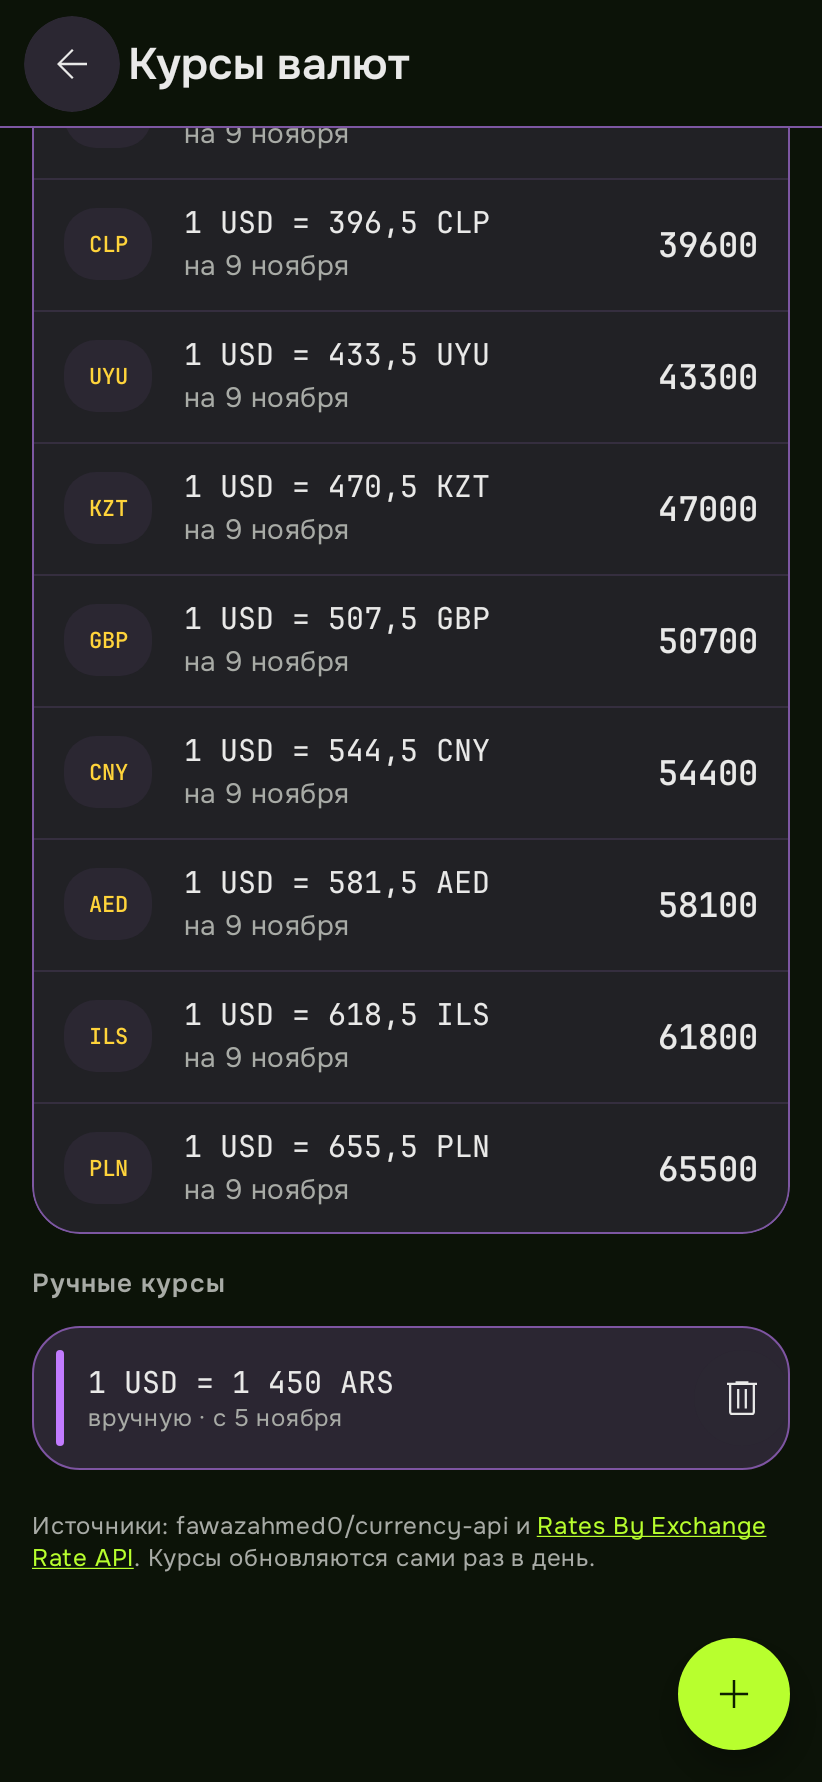 Курсы валют
на 9 ноября
CLP
1 USD = 396,5 CLP
на 9 ноября
39600
UYU
1 USD = 433,5 UYU
на 9 ноября
43300
KZT
1 USD = 470,5 KZT
на 9 ноября
47000
GBP
1 USD = 507,5 GBP
на 9 ноября
50700
CNY
1 USD = 544,5 CNY
на 9 ноября
54400
AED
1 USD = 581,5 AED
на 9 ноября
58100
ILS
1 USD = 618,5 ILS
на 9 ноября
61800
PLN
1 USD = 655,5 PLN
на 9 ноября
65500
Ручные курсы
1 USD = 1 450 ARS
вручную · с 5 ноября
Источники: fawazahmed0/currency-api и Rates By Exchange
Rate API. Курсы обновляются сами раз в день.